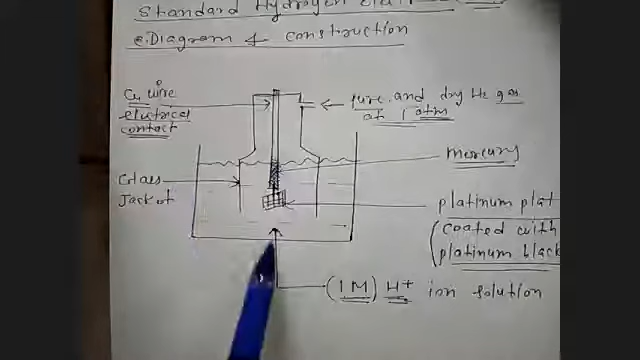 Standard Hydrogen
e.Diagram & construction
Cu wire
electrical
contact
pure and dry H2 gas
at 1 atm
mercury
Glass
Jacket
platinum plat
(coated with
platinum black
(1M) H+ ion solution